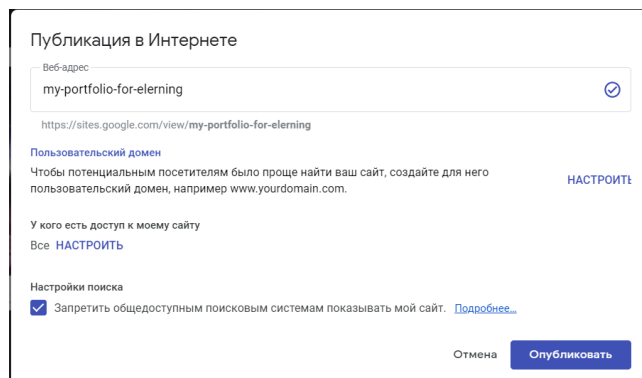 Публикация в Интернете
Веб-адрес
my-portfolio-for-elerning
https://sites.google.com/view/my-portfolio-for-elerning
Пользовательский домен
Чтобы потенциальным посетителям было проще найти ваш сайт, создайте для него
пользовательский домен, например www.yourdomain.com.
НАСТРОИТЬ
У кого есть доступ к моему сайту
Все НАСТРОИТЬ
Настройки поиска
Запретить общедоступным поисковым системам показывать мой сайт. Подробнее...
Отмена Опубликовать